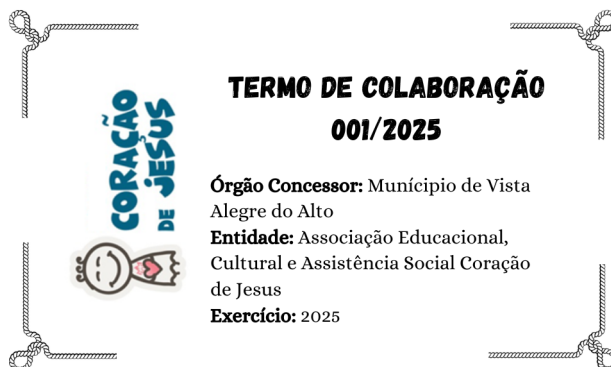 CORAÇÃO
DE JESUS
TERMO DE COLABORAÇÃO
001/2025
Órgão Concessor: Munícipio de Vista
Alegre do Alto
Entidade: Associação Educacional,
Cultural e Assistência Social Coração
de Jesus
Exercício: 2025